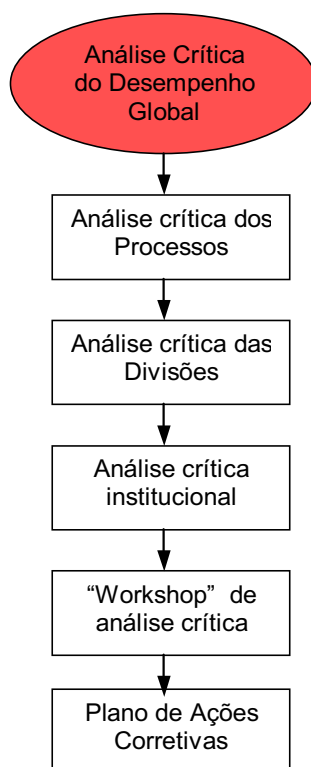 Análise Crítica
do Desempenho
Global
Análise crítica dos
Processos
Análise crítica das
Divisões
Análise crítica
institucional
“Workshop” de
análise crítica
Plano de Ações
Corretivas